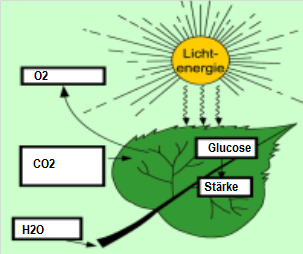 Licht-
energie
O2
Glucose
CO2
Stärke
H2O